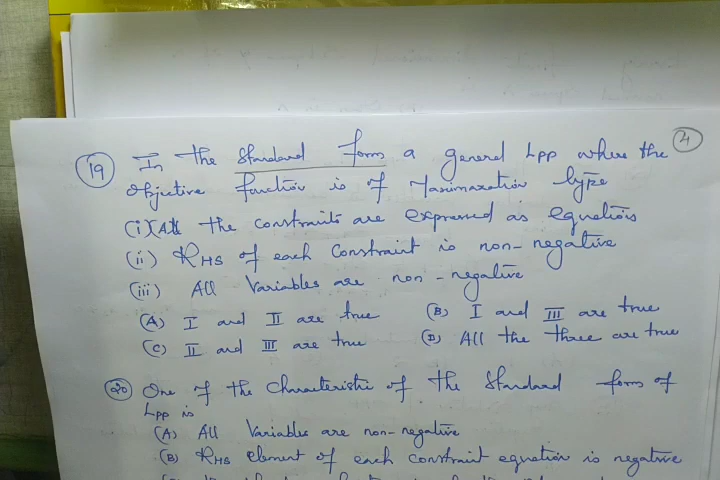 4
(19) In the Standard form a general LPP where the
objective function is of Maximaxation type
(i) All the constraints are expressed as equations
(ii) RHS of each Constraint is non-negative
(iii) All Variables are non-negative
(A) I and II are true (B) I and III are true
(C) II and III are true (D) All the three are true
(20) One of the characteristic of the Standard form of
LPP is
(A) All Variables are non-negative
(B) RHS element of each constraint equation is negative